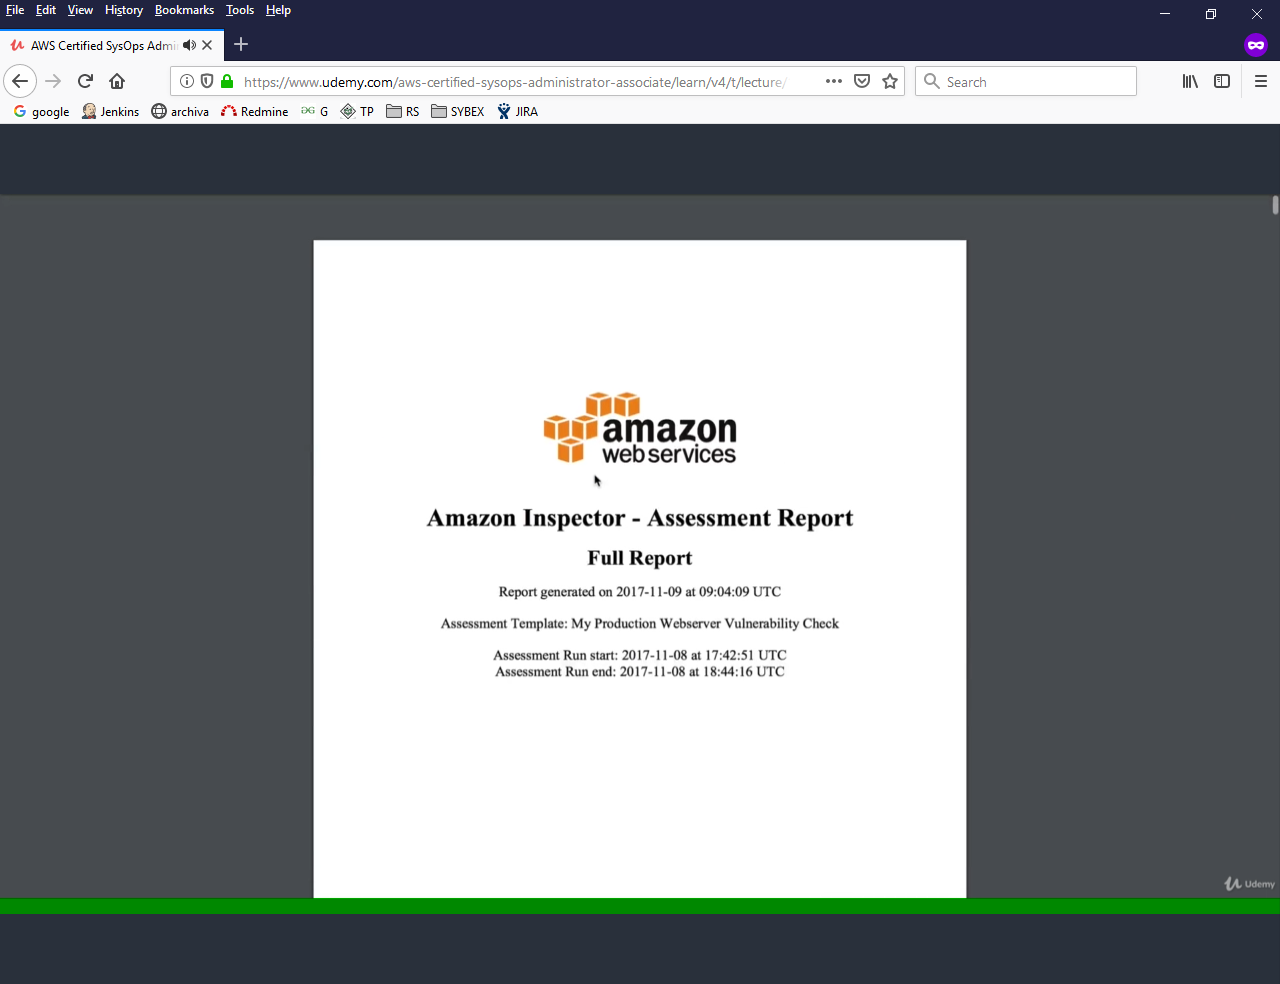 File Edit View History Bookmarks Tools Help
AWS Certified SysOps Admi
https://www.udemy.com/aws-certified-sysops-administrator-associate/learn/v4/t/lecture/
Search
google Jenkins archiva Redmine G TP RS SYBEX JIRA
amazon
web services
Amazon Inspector - Assessment Report
Full Report
Report generated on 2017-11-09 at 09:04:09 UTC
Assessment Template: My Production Webserver Vulnerability Check
Assessment Run start: 2017-11-08 at 17:42:51 UTC
Assessment Run end: 2017-11-08 at 18:44:16 UTC
Udemy